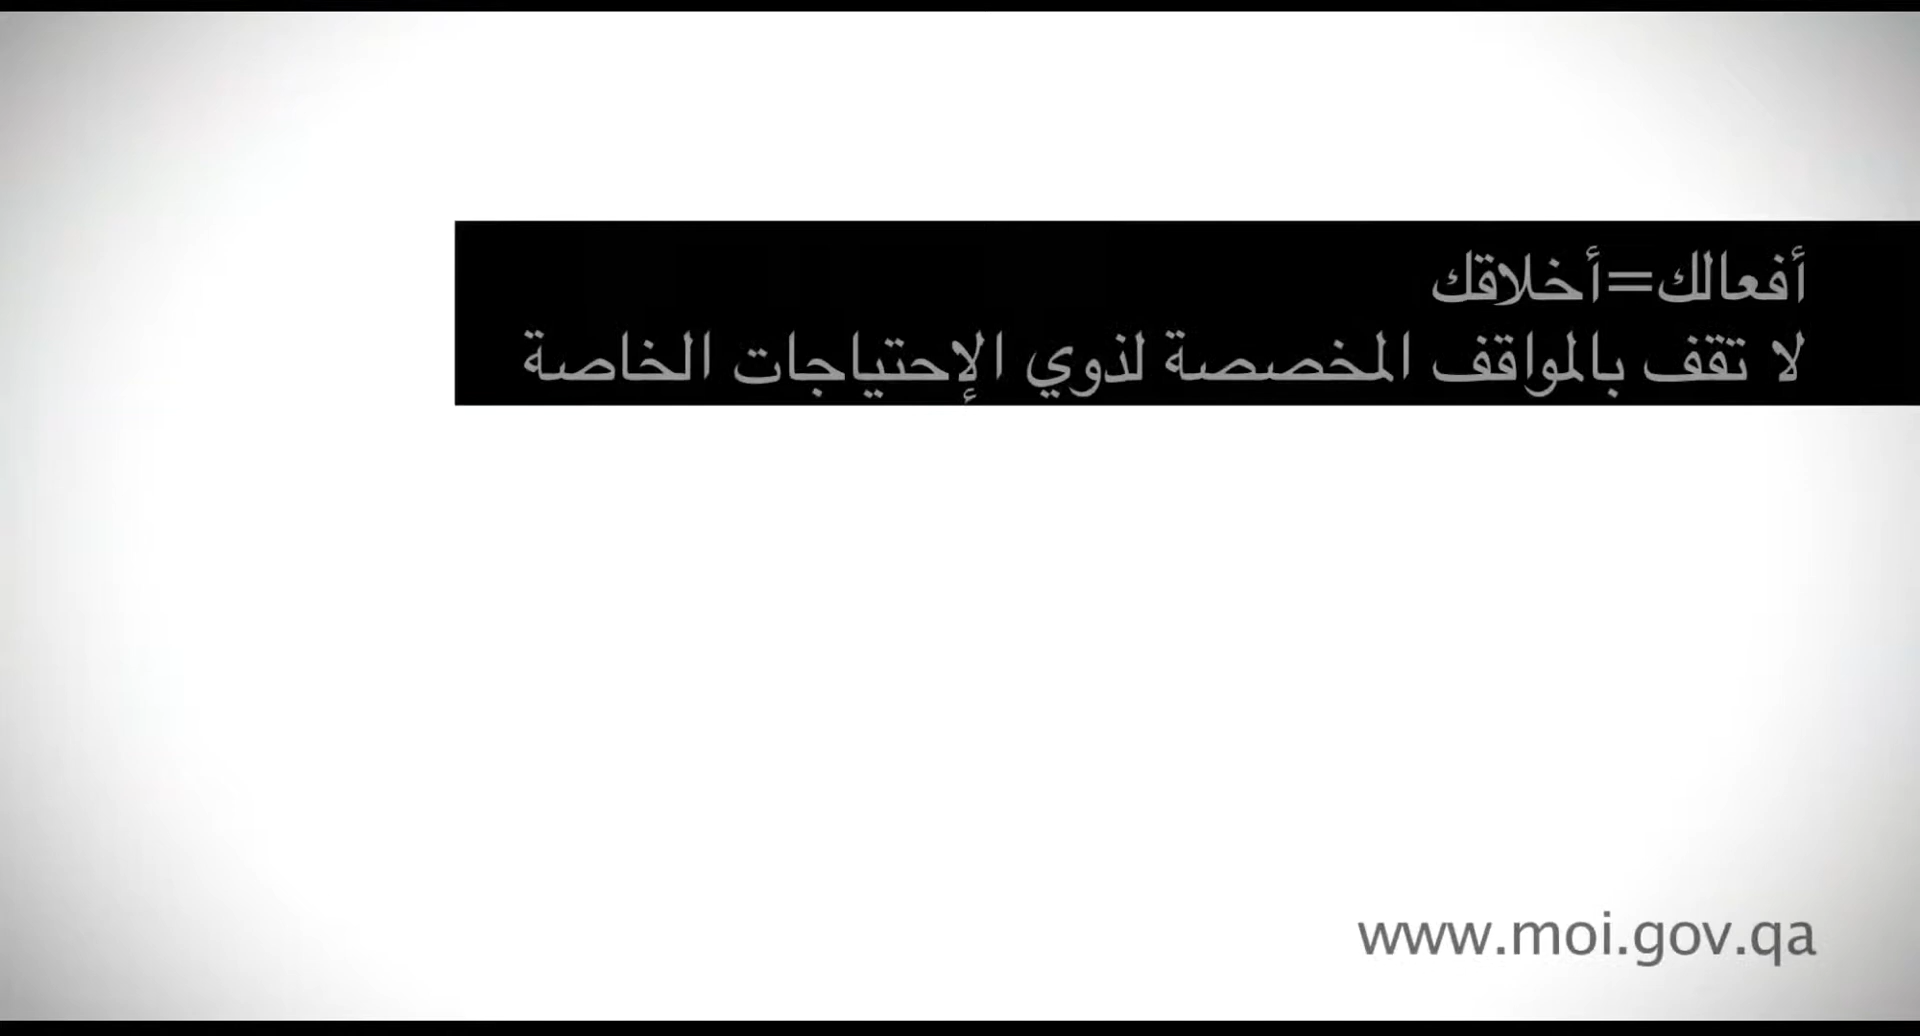 أفعالك=أخلاقك
لا تقف بالمواقف المخصصة لذوي الإحتياجات الخاصة
www.moi.gov.qa